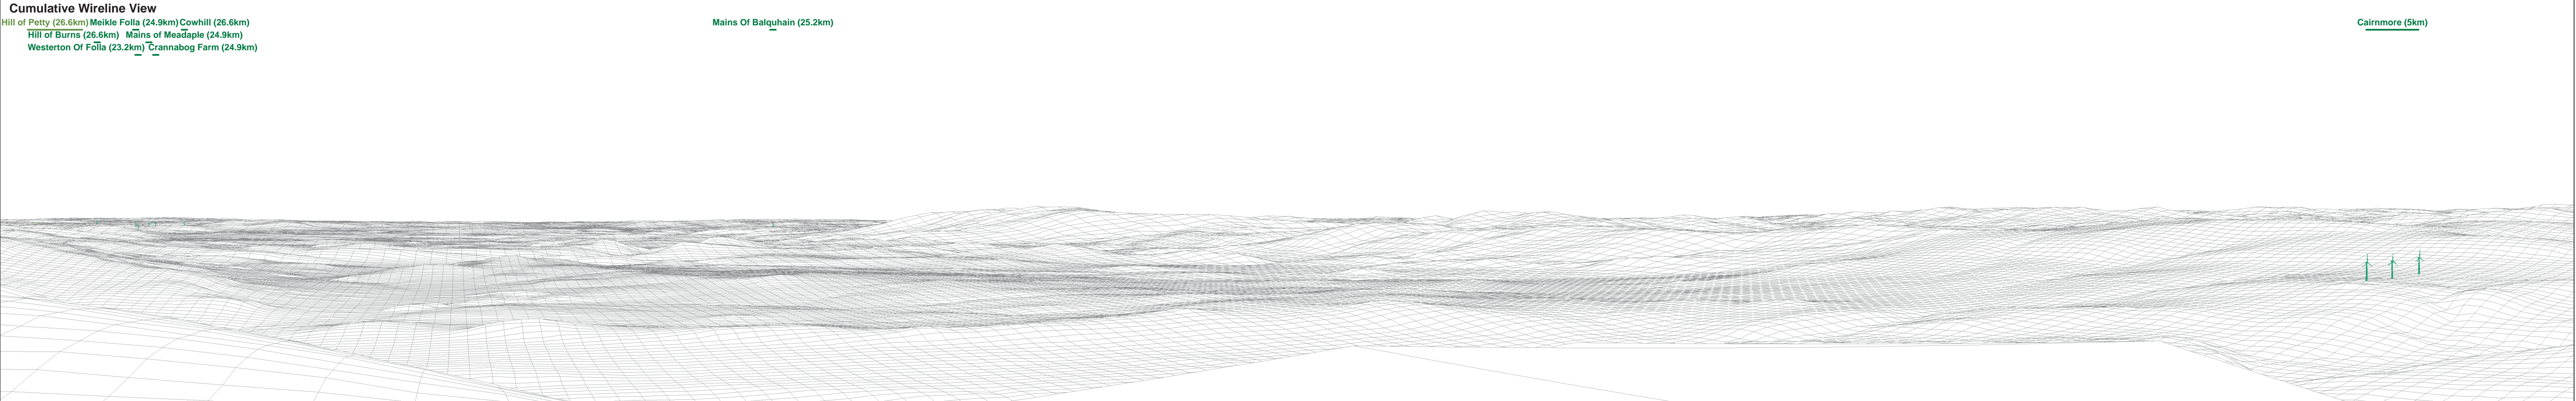 Cumulative Wireline View
Hill of Petty (26.6km) Meikle Folla (24.9km) Cowhill (26.6km) Mains Of Balquhain (25.2km) Cairnmore (5km)
Hill of Burns (26.6km) Mains of Meadaple (24.9km)
Westerton Of Folla (23.2km) Crannabog Farm (24.9km)